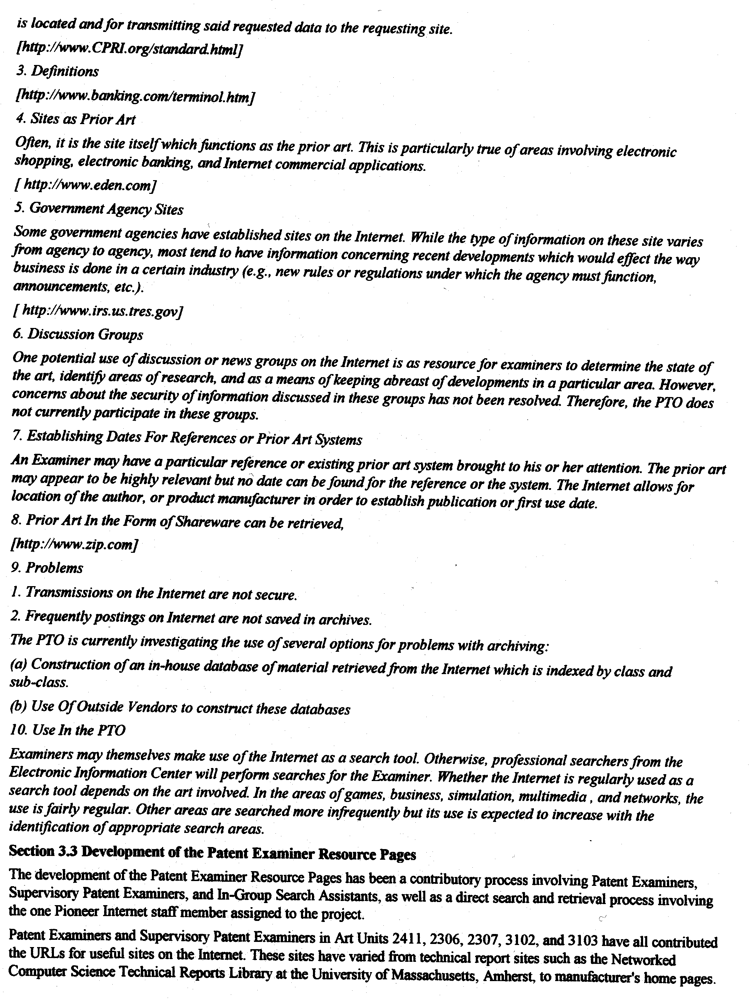 is located and for transmitting said requested data to the requesting site.
[http://www.CPRI.org/standard.html]
3. Definitions
[http://www.banking.com/terminol.htm]
4. Sites as Prior Art
Often, it is the site itself which functions as the prior art. This is particularly true of areas involving electronic
shopping, electronic banking, and Internet commercial applications.
[ http://www.eden.com]
5. Government Agency Sites
Some government agencies have established sites on the Internet. While the type of information on these site varies
from agency to agency, most tend to have information concerning recent developments which would effect the way
business is done in a certain industry (e.g., new rules or regulations under which the agency must function,
announcements, etc.).
[ http://www.irs.us.tres.gov]
6. Discussion Groups
One potential use of discussion or news groups on the Internet is as resource for examiners to determine the state of
the art, identify areas of research, and as a means of keeping abreast of developments in a particular area. However,
concerns about the security of information discussed in these groups has not been resolved. Therefore, the PTO does
not currently participate in these groups.
7. Establishing Dates For References or Prior Art Systems
An Examiner may have a particular reference or existing prior art system brought to his or her attention. The prior art
may appear to be highly relevant but no date can be found for the reference or the system. The Internet allows for
location of the author, or product manufacturer in order to establish publication or first use date.
8. Prior Art In the Form of Shareware can be retrieved,
[http://www.zip.com]
9. Problems
1. Transmissions on the Internet are not secure.
2. Frequently postings on Internet are not saved in archives.
The PTO is currently investigating the use of several options for problems with archiving:
(a) Construction of an in-house database of material retrieved from the Internet which is indexed by class and
sub-class.
(b) Use Of Outside Vendors to construct these databases
10. Use In the PTO
Examiners may themselves make use of the Internet as a search tool. Otherwise, professional searchers from the
Electronic Information Center will perform searches for the Examiner. Whether the Internet is regularly used as a
search tool depends on the art involved. In the areas of games, business, simulation, multimedia , and networks, the
use is fairly regular. Other areas are searched more infrequently but its use is expected to increase with the
identification of appropriate search areas.
Section 3.3 Development of the Patent Examiner Resource Pages
The development of the Patent Examiner Resource Pages has been a contributory process involving Patent Examiners,
Supervisory Patent Examiners, and In-Group Search Assistants, as well as a direct search and retrieval process involving
the one Pioneer Internet staff member assigned to the project.
Patent Examiners and Supervisory Patent Examiners in Art Units 2411, 2306, 2307, 3102, and 3103 have all contributed
the URLs for useful sites on the Internet. These sites have varied from technical report sites such as the Networked
Computer Science Technical Reports Library at the University of Massachusetts, Amherst, to manufacturer's home pages.